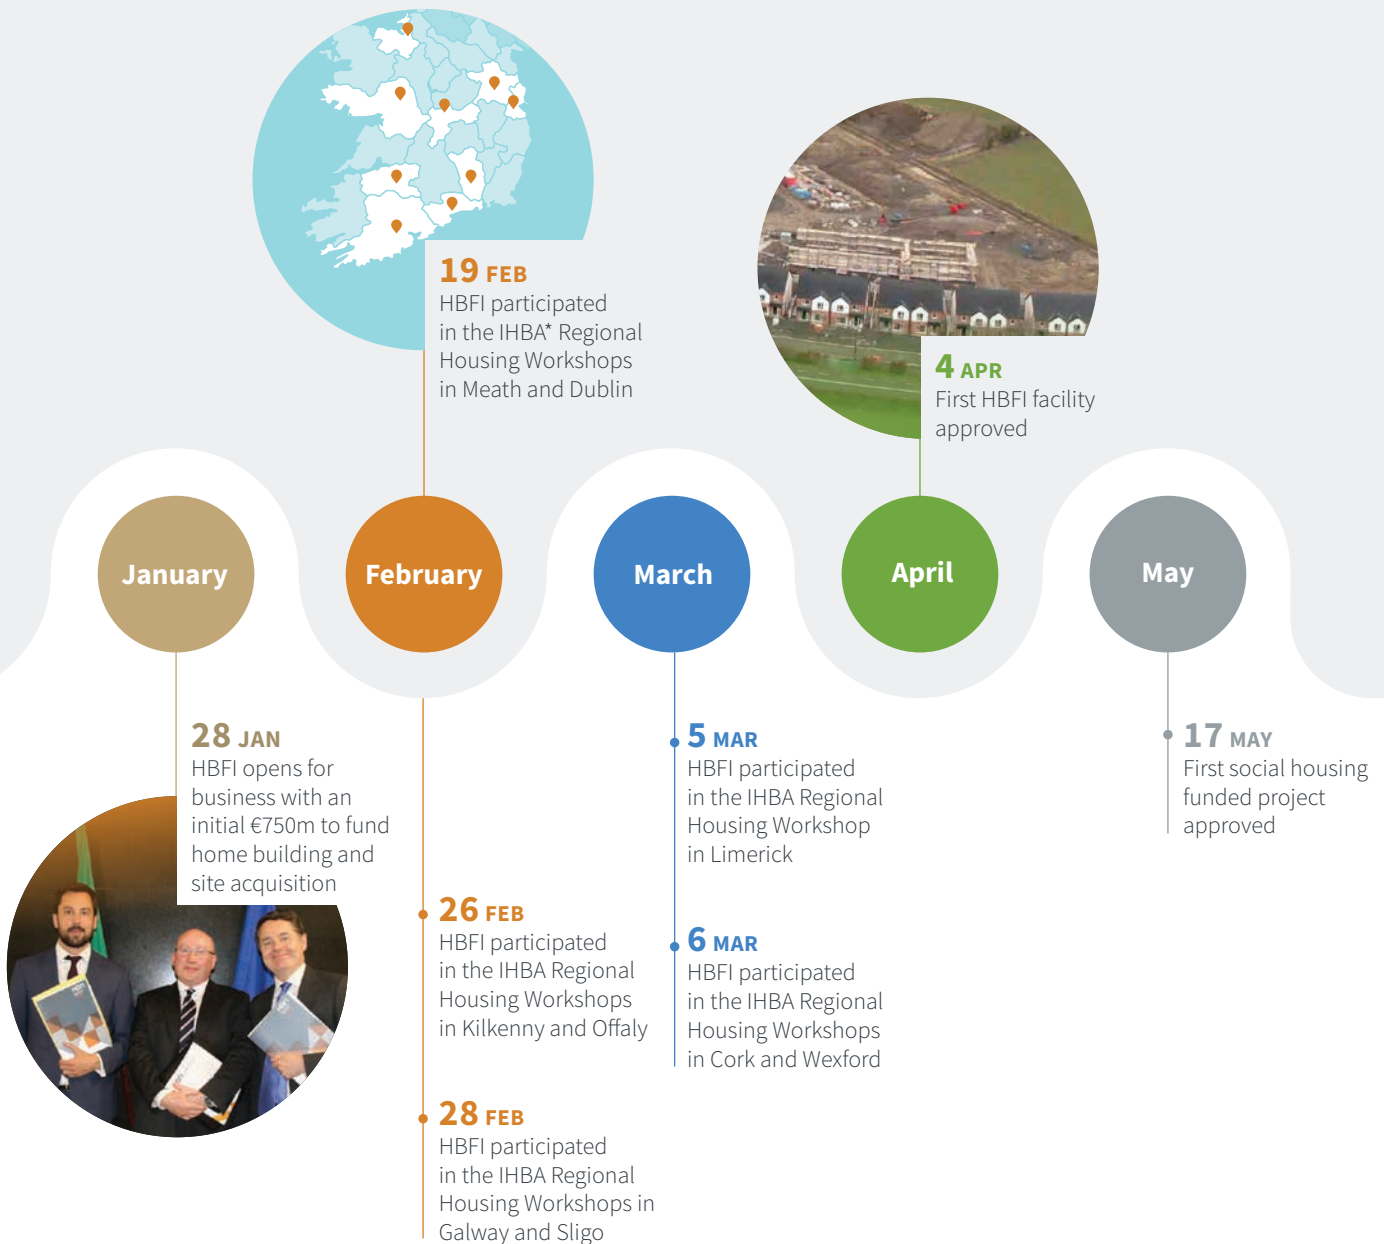 19 FEB
HBFI participated
in the IHBA* Regional
Housing Workshops
in Meath and Dublin
4 APR
First HBFI facility
approved
January
February
March
April
May
28 JAN
HBFI opens for
business with an
initial €750m to fund
home building and
site acquisition
26 FEB
HBFI participated
in the IHBA Regional
Housing Workshops
in Kilkenny and Offaly
28 FEB
HBFI participated
in the IHBA Regional
Housing Workshops in
Galway and Sligo
5 MAR
HBFI participated
in the IHBA Regional
Housing Workshop
in Limerick
6 MAR
HBFI participated
in the IHBA Regional
Housing Workshops
in Cork and Wexford
17 MAY
First social housing
funded project
approved